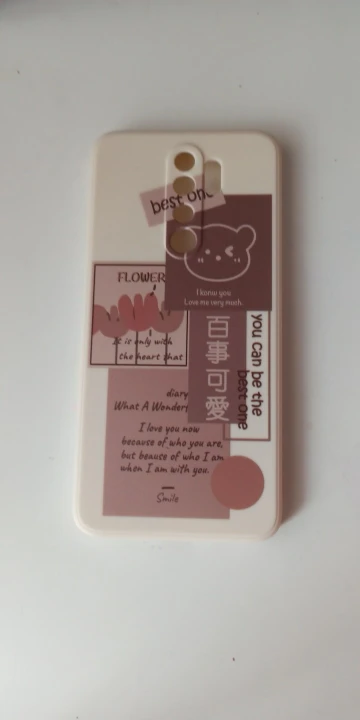 best one
I know you
Love me very much.
FLOWER
It is only with
the heart that
百事可愛
you can be the
best one
diary
What A Wonderf
I love you now
because of who you are,
but beause of who I am
when I am with you.
Smile